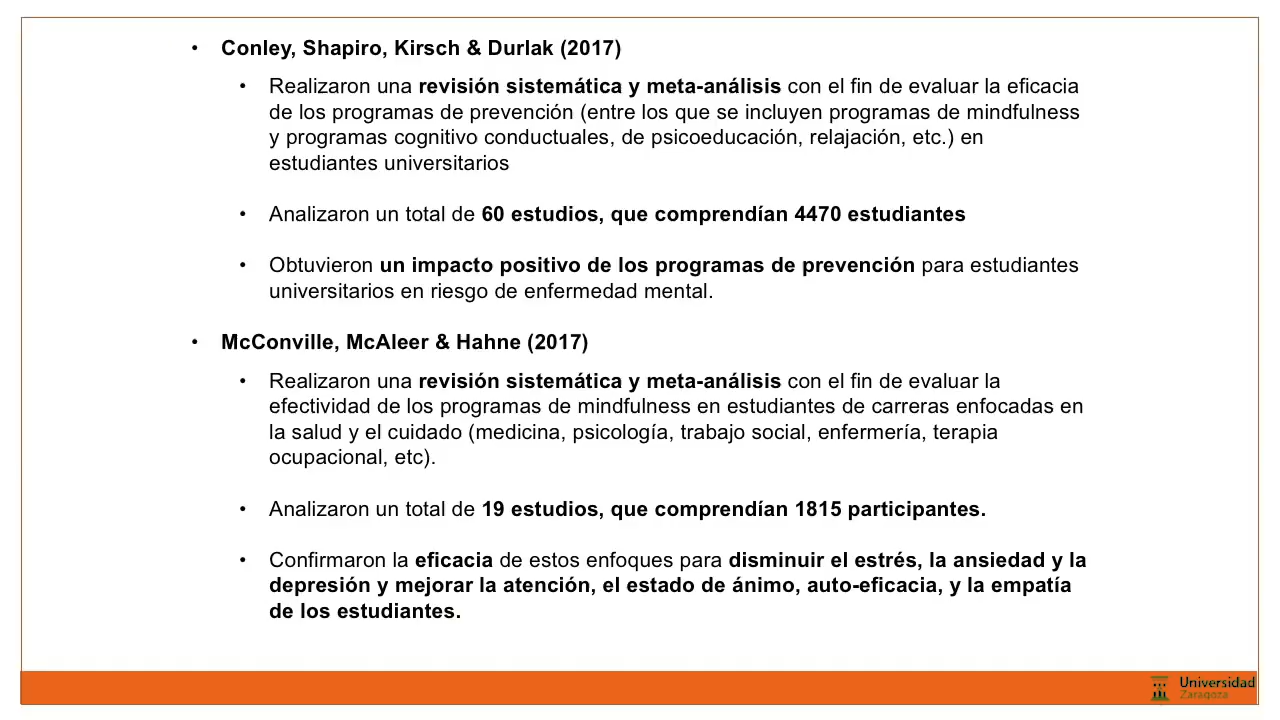 • Conley, Shapiro, Kirsch & Durlak (2017)
• Realizaron una revisión sistemática y meta-análisis con el fin de evaluar la eficacia
de los programas de prevención (entre los que se incluyen programas de mindfulness
y programas cognitivo conductuales, de psicoeducación, relajación, etc.) en
estudiantes universitarios
• Analizaron un total de 60 estudios, que comprendían 4470 estudiantes
• Obtuvieron un impacto positivo de los programas de prevención para estudiantes
universitarios en riesgo de enfermedad mental.
• McConville, McAleer & Hahne (2017)
• Realizaron una revisión sistemática y meta-análisis con el fin de evaluar la
efectividad de los programas de mindfulness en estudiantes de carreras enfocadas en
la salud y el cuidado (medicina, psicología, trabajo social, enfermería, terapia
ocupacional, etc).
• Analizaron un total de 19 estudios, que comprendían 1815 participantes.
• Confirmaron la eficacia de estos enfoques para disminuir el estrés, la ansiedad y la
depresión y mejorar la atención, el estado de ánimo, auto-eficacia, y la empatía
de los estudiantes.
Universidad
Zaragoza